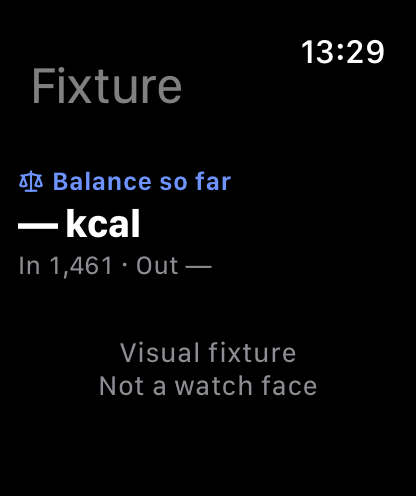 13:29
Fixture
Balance so far
— kcal
In 1,461 · Out —
Visual fixture
Not a watch face